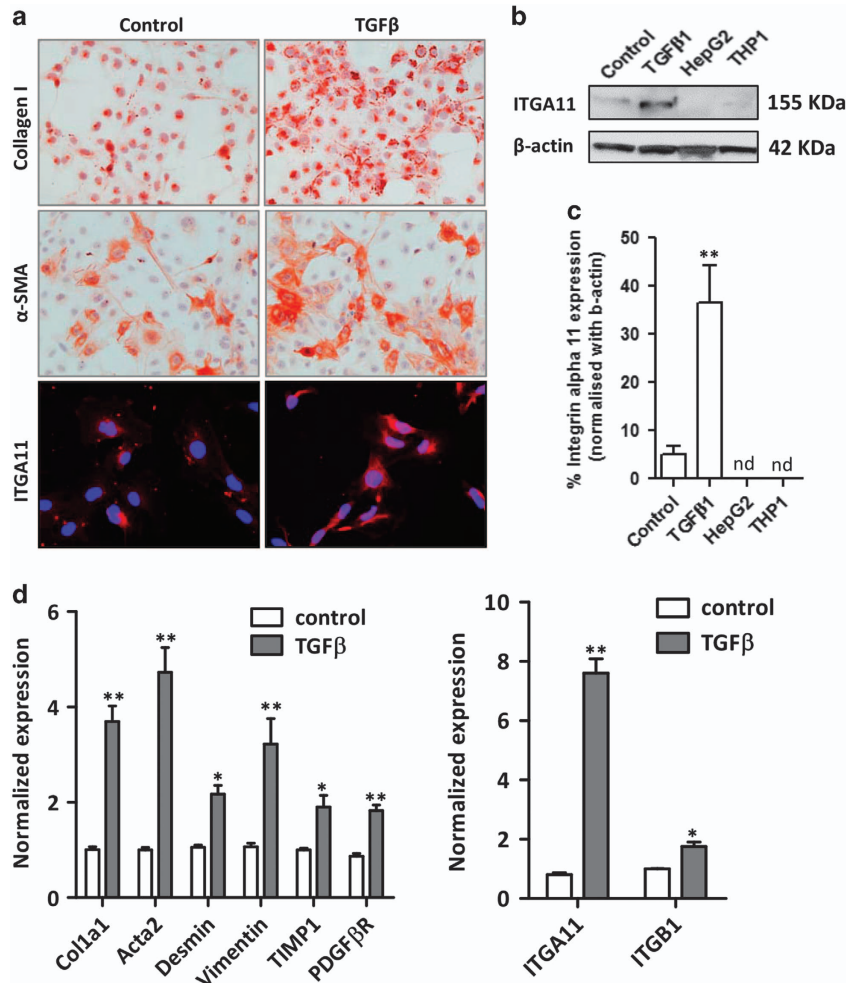 a
Control
TGFβ
Collagen I
α-SMA
ITGA11
b
Control
TGFβ1
HepG2
THP1
ITGA11
155 KDa
β-actin
42 KDa
c
% Integrin alpha 11 expression
(normalised with b-actin)
50
40
30
20
10
0
**
nd
nd
Control
TGFβ1
HepG2
THP1
d
Normalized expression
6
4
2
0
control
TGFβ
**
**
*
**
*
**
Col1a1
Acta2
Desmin
Vimentin
TIMP1
PDGFβR
Normalized expression
10
8
6
4
2
0
control
TGFβ
**
*
ITGA11
ITGB1